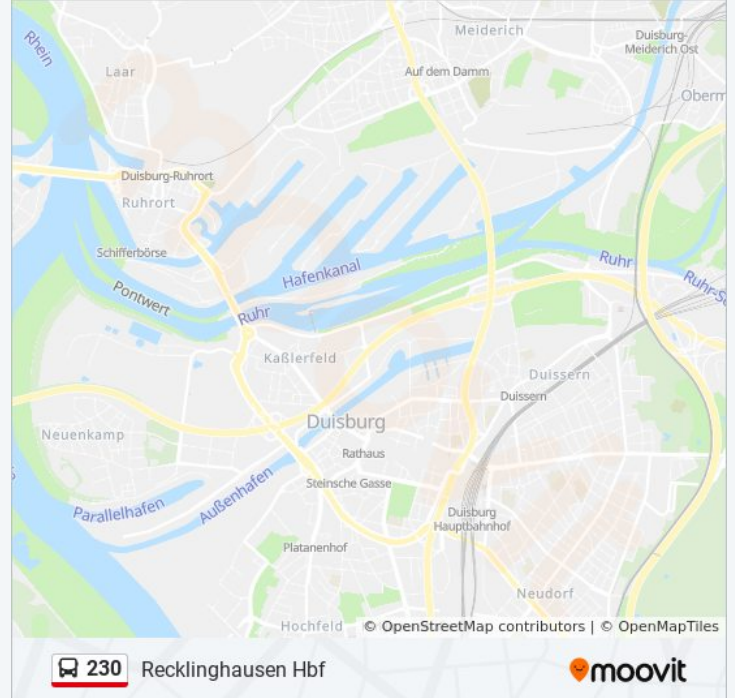 Meiderich
Duisburg-
Meiderich Ost
Rhein
Laar
Auf dem Damm
Oberm
Duisburg-Ruhrort
Ruhrort
Schifferbörse
Hafenkanal
Ruhr
Ruhr-S
Pontwert
Ruhr
Kaßlerfeld
Duissern
Duissern
Duisburg
Neuenkamp
Rathaus
Steinsche Gasse
Außenhafen
Parallelhafen
Duisburg
Hauptbahnhof
Platanenhof
Neudorf
Hochfeld
© OpenStreetMap contributors | © OpenMapTiles
230 Recklinghausen Hbf
moovit